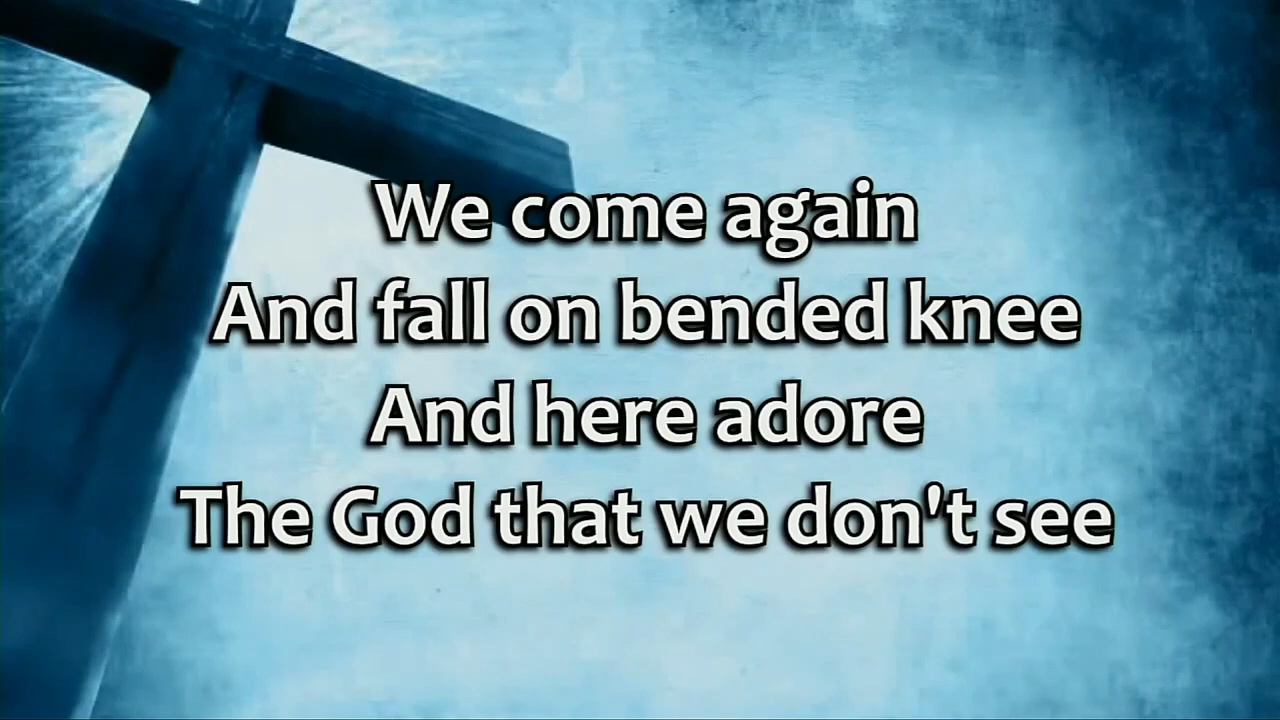 We come again
And fall on bended knee
And here adore
The God that we don't see